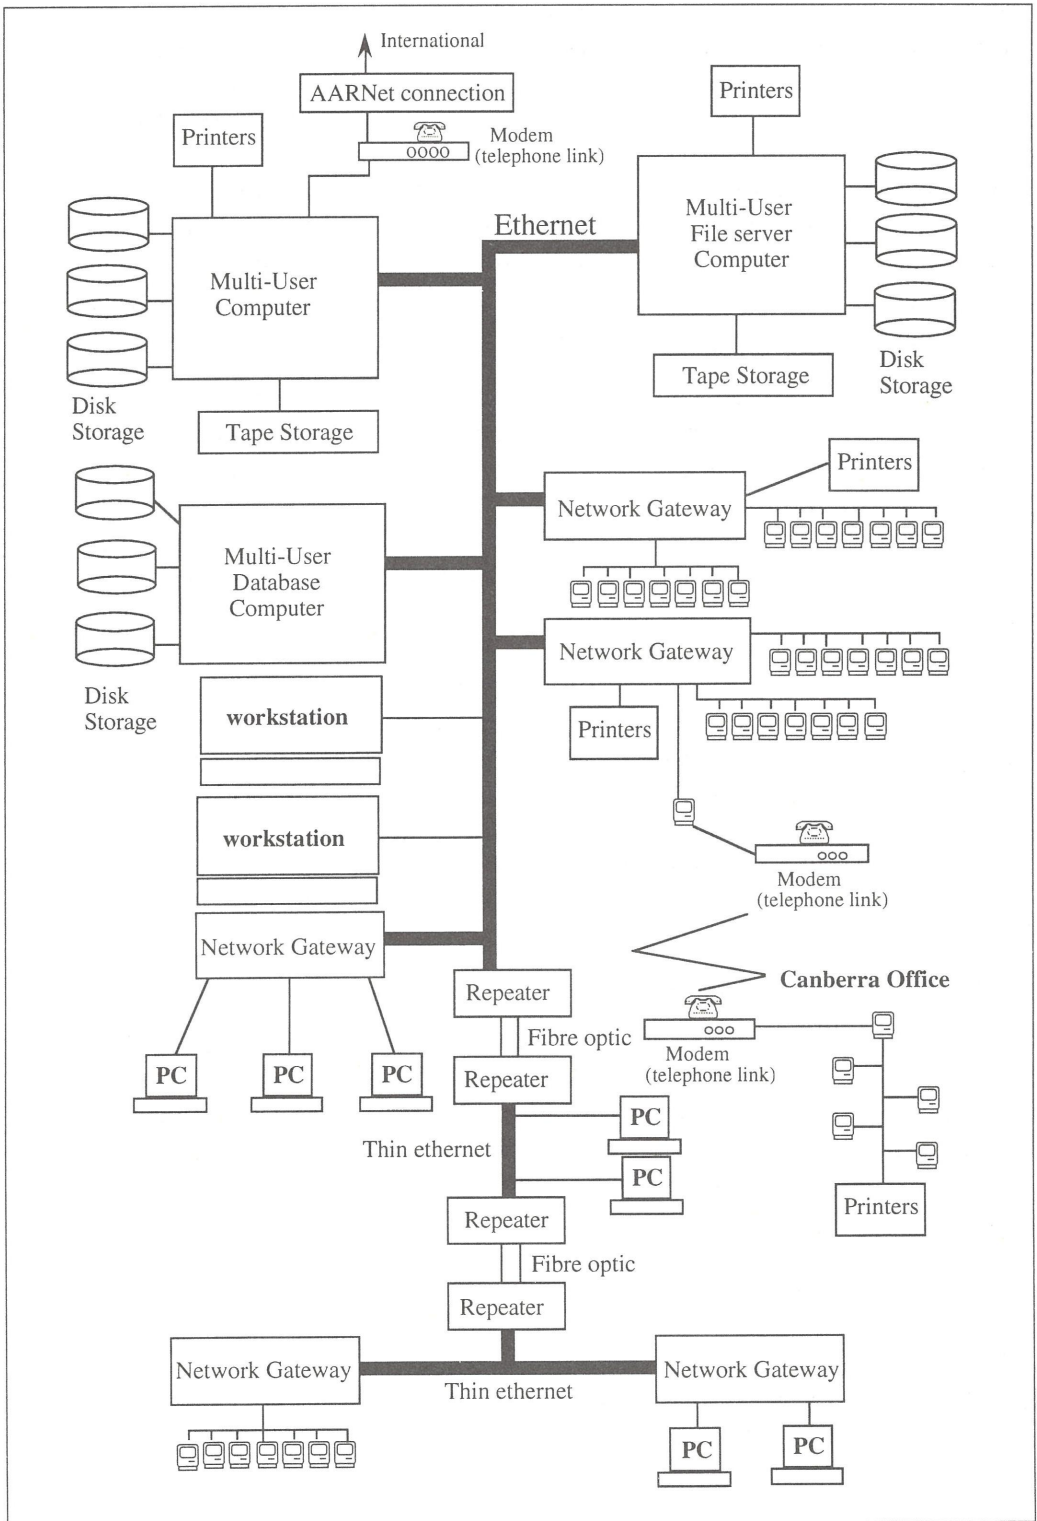 International
AARNet connection
Printers
Printers
Modem
(telephone link)
Ethernet
Multi-User
Computer
Multi-User
File server
Computer
Disk
Storage
Tape Storage
Tape Storage
Disk
Storage
Printers
Network Gateway
Multi-User
Database
Computer
Network Gateway
Disk
Storage
workstation
Printers
workstation
Modem
(telephone link)
Network Gateway
Canberra Office
Repeater
Fibre optic
Modem
(telephone link)
PC
PC
PC
Repeater
PC
Thin ethernet
PC
Printers
Repeater
Fibre optic
Repeater
Network Gateway
Network Gateway
Thin ethernet
PC
PC